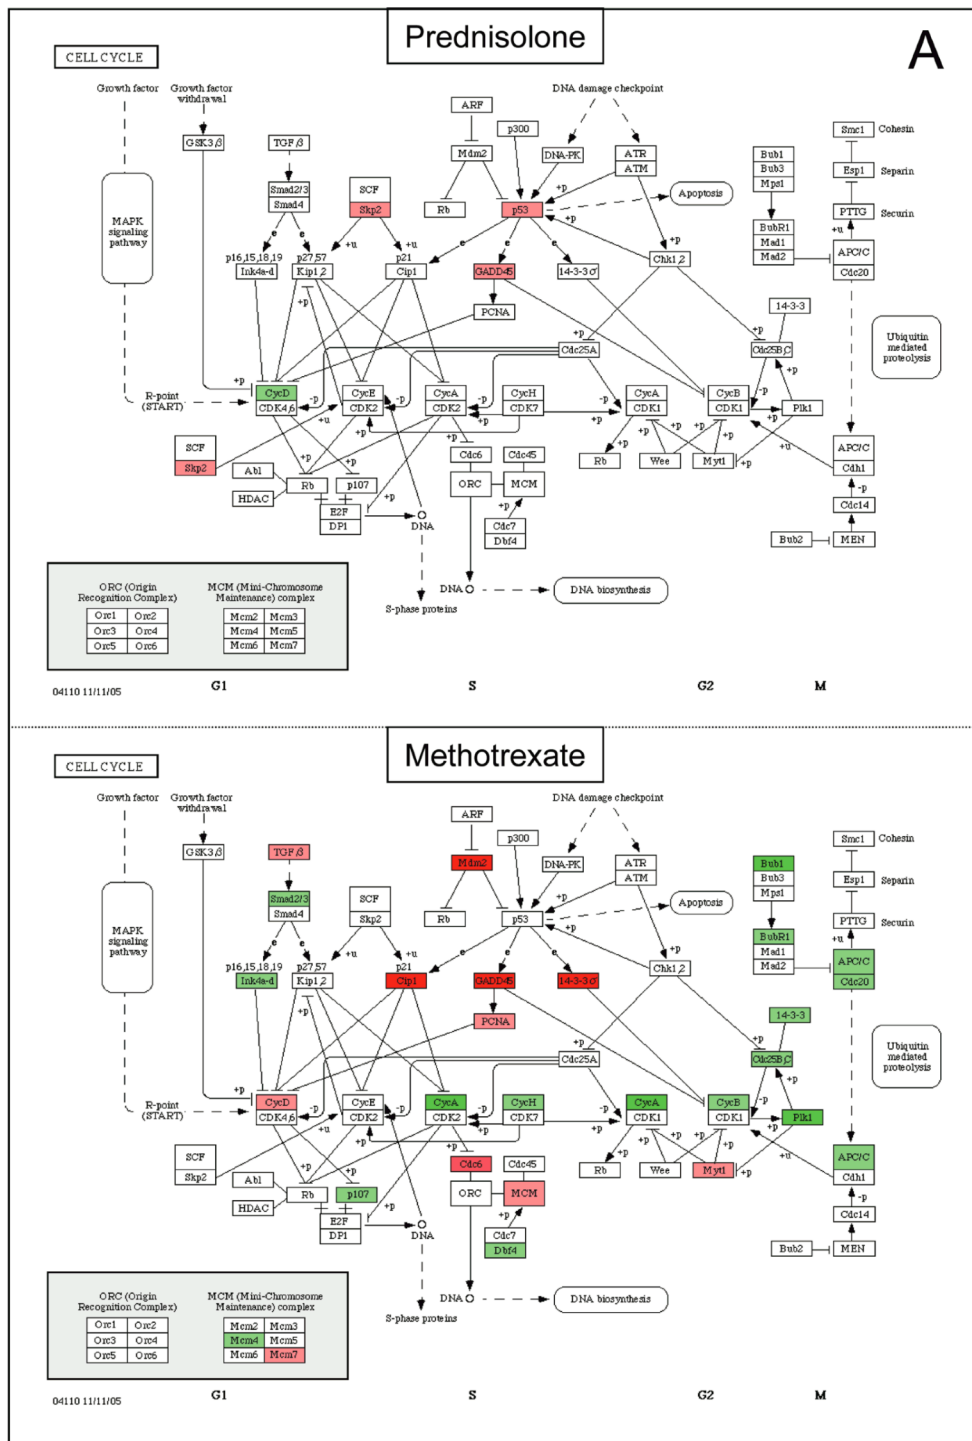 Prednisolone
A
CELL CYCLE
Growth factor
Growth factor
withdrawal
DNA damage checkpoint
ARF
p300
Smc1
Cohesin
GSK3β
TGFβ
Mdm2
DNA-PK
ATR
ATM
Bub1
Bub3
Mps1
Esp1
Separin
Smad2/3
Smad4
SCF
Skp2
Rb
p53
Apoptosis
PTTG
Securin
MAPK
signaling
pathway
+p
+p
e
e
+u
+u
e
e
e
+p
+u
BubR1
Mad1
Mad2
APC/C
Cdc20
p16,15,18,19
Ink4a-d
p27,57
Kip1,2
p21
Cip1
GADD45
14-3-3σ
Chk1,2
+p
PCNA
14-3-3
+p
+p
Cdc25A
Cdc25B,C
Ubiquitin
mediated
proteolysis
R-point
(START)
+p
CycD
CDK4,6
-p
CycE
CDK2
-p
CycA
CDK2
-p
+p
CycH
CDK7
-p
+p
CycA
CDK1
CycB
CDK1
-p
+p
+p
Plk1
+u
+p
+p
+p
+p
+p
+p
+p
+p
+p
+u
SCF
Skp2
Abl
HDAC
Rb
p107
Cdc6
Cdc45
ORC
MCM
Rb
Wee
Myt1
APC/C
Cdh1
-p
E2F
DP1
+p
DNA
+p
Cdc7
Dbf4
Cdc14
Bub2
MEN
S-phase proteins
DNA
DNA biosynthesis
ORC (Origin
Recognition Complex)
Orc1 Orc2
Orc3 Orc4
Orc5 Orc6
MCM (Mini-Chromosome
Maintenance) complex
Mcm2 Mcm3
Mcm4 Mcm5
Mcm6 Mcm7
04110 11/11/05
G1
S
G2
M
Methotrexate
CELL CYCLE
Growth factor
Growth factor
withdrawal
DNA damage checkpoint
ARF
p300
Smc1
Cohesin
GSK3β
TGFβ
Mdm2
DNA-PK
ATR
ATM
Bub1
Bub3
Mps1
Esp1
Separin
Smad2/3
Smad4
SCF
Skp2
Rb
p53
Apoptosis
PTTG
Securin
MAPK
signaling
pathway
+p
+p
e
e
+u
+u
e
e
e
+p
+u
BubR1
Mad1
Mad2
APC/C
Cdc20
p16,15,18,19
Ink4a-d
p27,57
Kip1,2
p21
Cip1
GADD45
14-3-3σ
Chk1,2
+p
PCNA
14-3-3
+p
+p
Cdc25A
Cdc25B,C
Ubiquitin
mediated
proteolysis
R-point
(START)
+p
CycD
CDK4,6
-p
CycE
CDK2
-p
CycA
CDK2
-p
+p
CycH
CDK7
-p
+p
CycA
CDK1
CycB
CDK1
-p
+p
+p
Plk1
+u
+p
+p
+p
+p
+p
+p
+p
+p
+p
+u
SCF
Skp2
Abl
HDAC
Rb
p107
Cdc6
Cdc45
ORC
MCM
Rb
Wee
Myt1
APC/C
Cdh1
-p
E2F
DP1
+p
DNA
+p
Cdc7
Dbf4
Cdc14
Bub2
MEN
S-phase proteins
DNA
DNA biosynthesis
ORC (Origin
Recognition Complex)
Orc1 Orc2
Orc3 Orc4
Orc5 Orc6
MCM (Mini-Chromosome
Maintenance) complex
Mcm2 Mcm3
Mcm4 Mcm5
Mcm6 Mcm7
04110 11/11/05
G1
S
G2
M